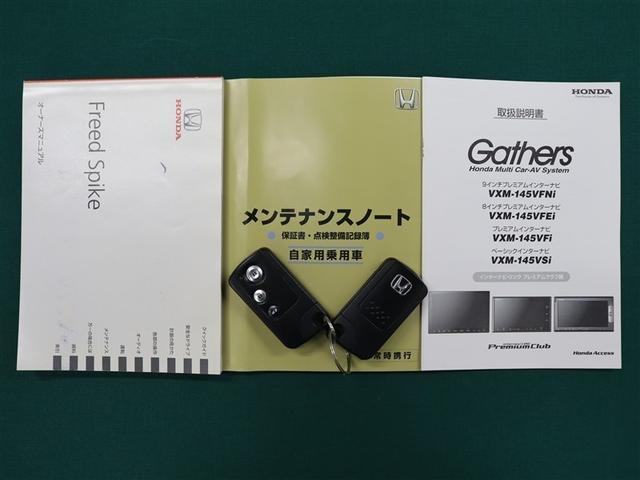 HONDA
Freed Spike
オーナーズマニュアル
クイックガイド
安全なドライブ
計器の見かた
各部の操作
オーディオ
運転
メンテナンス
万一の場合には
資料
索引
メンテナンスノート
保証書・点検整備記録簿
自家用乗用車
常時携行
HONDA
取扱説明書
Gathers
Honda Multi Car-AV System
9インチプレミアムインターナビ
VXM-145VFNi
8インチプレミアムインターナビ
VXM-145VFEi
プレミアムインターナビ
VXM-145VFi
ベーシックインターナビ
VXM-145VSi
インターナビ・リンク プレミアムクラブ編
PremiumClub
Honda Access